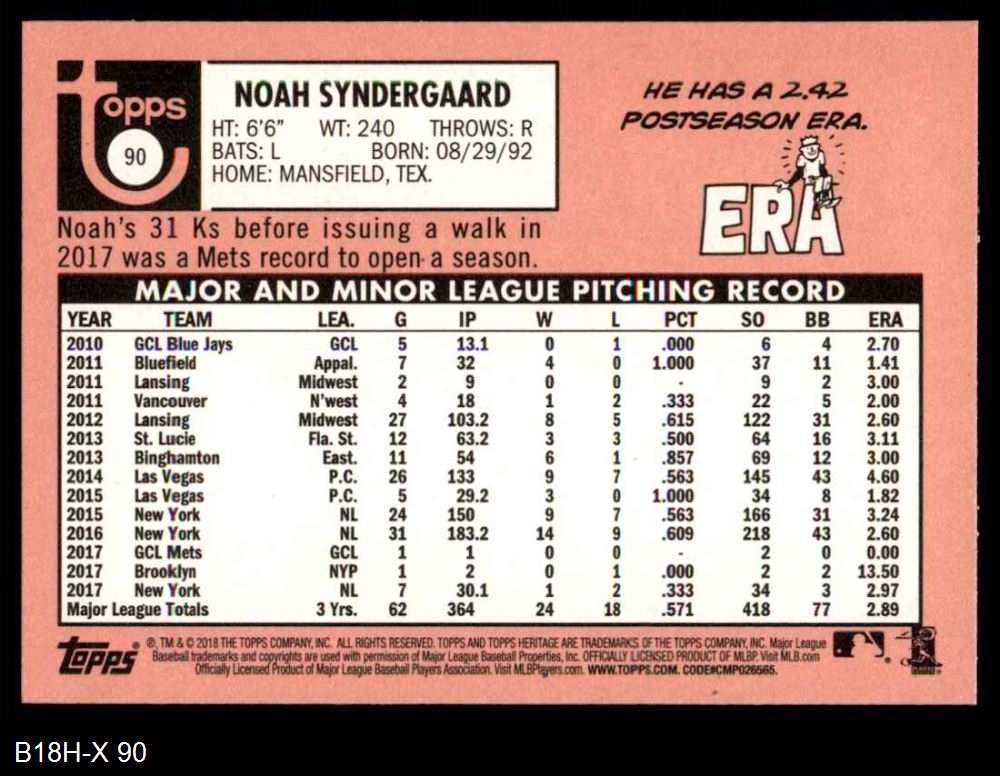 Topps
90
NOAH SYNDERGAARD
HT: 6'6" WT: 240 THROWS: R
BATS: L BORN: 08/29/92
HOME: MANSFIELD, TEX.
HE HAS A 2.42
POSTSEASON ERA.
ERA
Noah's 31 Ks before issuing a walk in
2017 was a Mets record to open a season.
MAJOR AND MINOR LEAGUE PITCHING RECORD
YEAR TEAM LEA. G IP W L PCT SO BB ERA
2010 GCL Blue Jays GCL 5 13.1 0 1 .000 6 4 2.70
2011 Bluefield Appal. 7 32 4 0 1.000 37 11 1.41
2011 Lansing Midwest 2 9 0 0 - 9 2 3.00
2011 Vancouver N'west 4 18 1 2 .333 22 5 2.00
2012 Lansing Midwest 27 103.2 8 5 .615 122 31 2.60
2013 St. Lucie Fla. St. 12 63.2 3 3 .500 64 16 3.11
2013 Binghamton East. 11 54 6 1 .857 69 12 3.00
2014 Las Vegas P.C. 26 133 9 7 .563 145 43 4.60
2015 Las Vegas P.C. 5 29.2 3 0 1.000 34 8 1.82
2015 New York NL 24 150 9 7 .563 166 31 3.24
2016 New York NL 31 183.2 14 9 .609 218 43 2.60
2017 GCL Mets GCL 1 1 0 0 - 2 0 0.00
2017 Brooklyn NYP 1 2 0 1 .000 2 2 13.50
2017 New York NL 7 30.1 1 2 .333 34 3 2.97
Major League Totals 3 Yrs. 62 364 24 18 .571 418 77 2.89
Topps ®, TM & © 2018 THE TOPPS COMPANY, INC. ALL RIGHTS RESERVED. TOPPS AND TOPPS HERITAGE ARE TRADEMARKS OF THE TOPPS COMPANY, INC. Major League
Baseball trademarks and copyrights are used with permission of Major League Baseball Properties, Inc. OFFICIALLY LICENSED PRODUCT OF MLBP. Visit MLB.com
Officially Licensed Product of Major League Baseball Players Association. Visit MLBPlayers.com. WWW.TOPPS.COM. CODE#CMP026565.
B18H-X 90